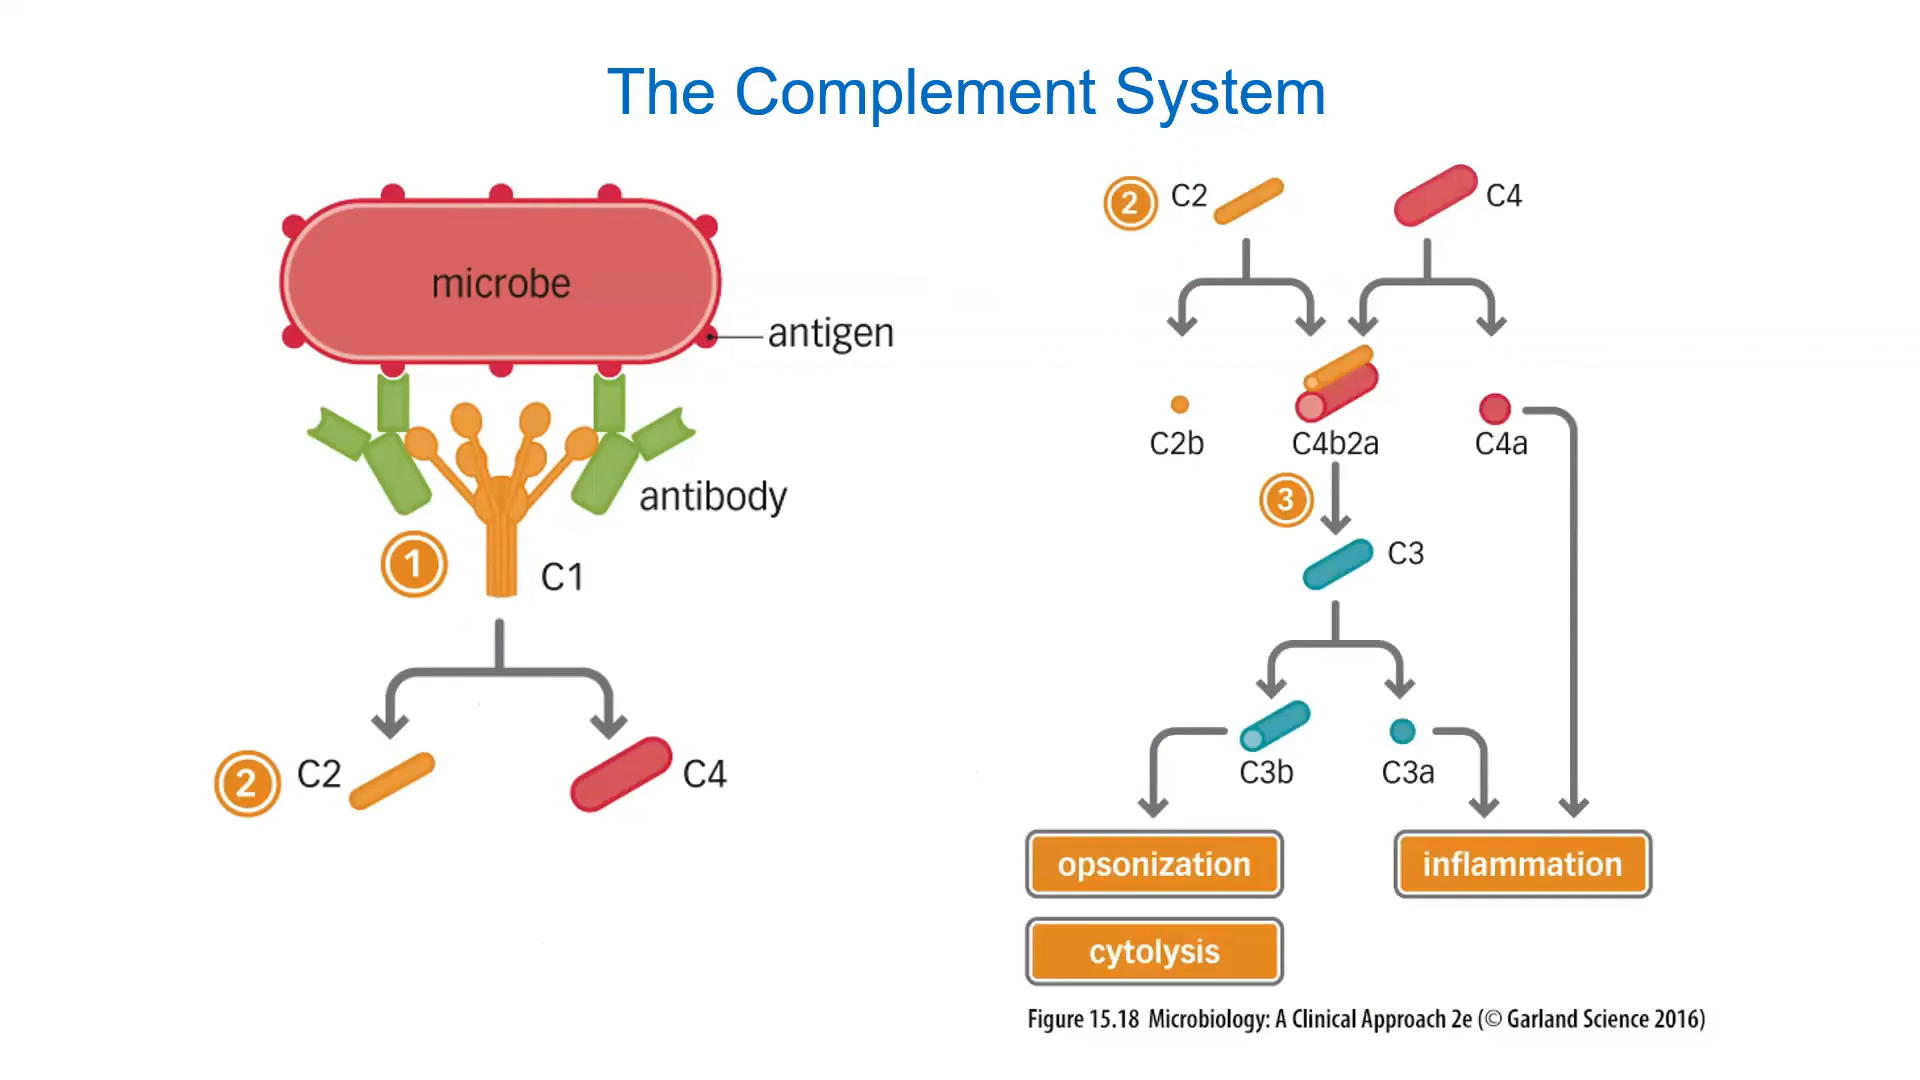 The Complement System
microbe
antigen
antibody
1
C1
2
C2
C4
2
C2
C4
C2b
C4b2a
C4a
3
C3
C3b
C3a
opsonization
inflammation
cytolysis
Figure 15.18 Microbiology: A Clinical Approach 2e (© Garland Science 2016)